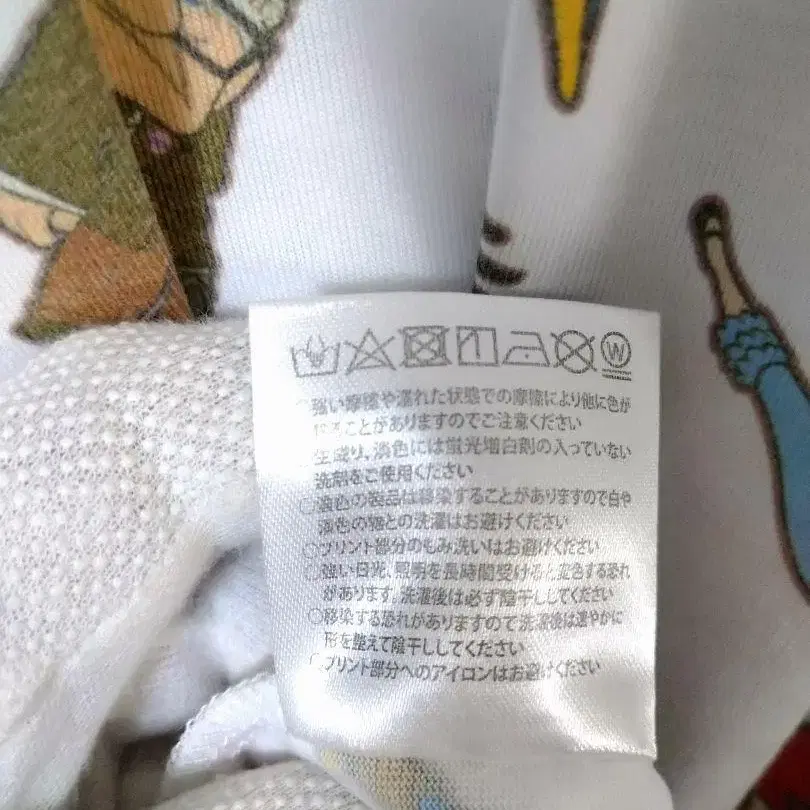 W
○強い摩擦や濡れた状態での摩擦により他に色が
移ることがありますのでご注意ください
○生成り、淡色には蛍光増白剤の入っていない
洗剤をご使用ください
○濃色の製品は移染することがありますので白や
淡色の物との洗濯はお避けください
○プリント部分のもみ洗いはお避けください
○強い日光、照明を長時間受けると変色する恐れ
があります。洗濯後は必ず陰干ししてください
○移染する恐れがありますので洗濯後は速やかに
形を整えて陰干ししてください
○プリント部分へのアイロンはお避けください